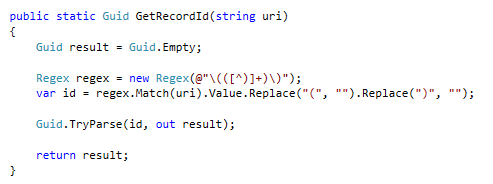 public static Guid GetRecordId(string uri)
{
    Guid result = Guid.Empty;

    Regex regex = new Regex(@"\(([^)]+)\)");
    var id = regex.Match(uri).Value.Replace("(", "").Replace(")", "");

    Guid.TryParse(id, out result);

    return result;
}